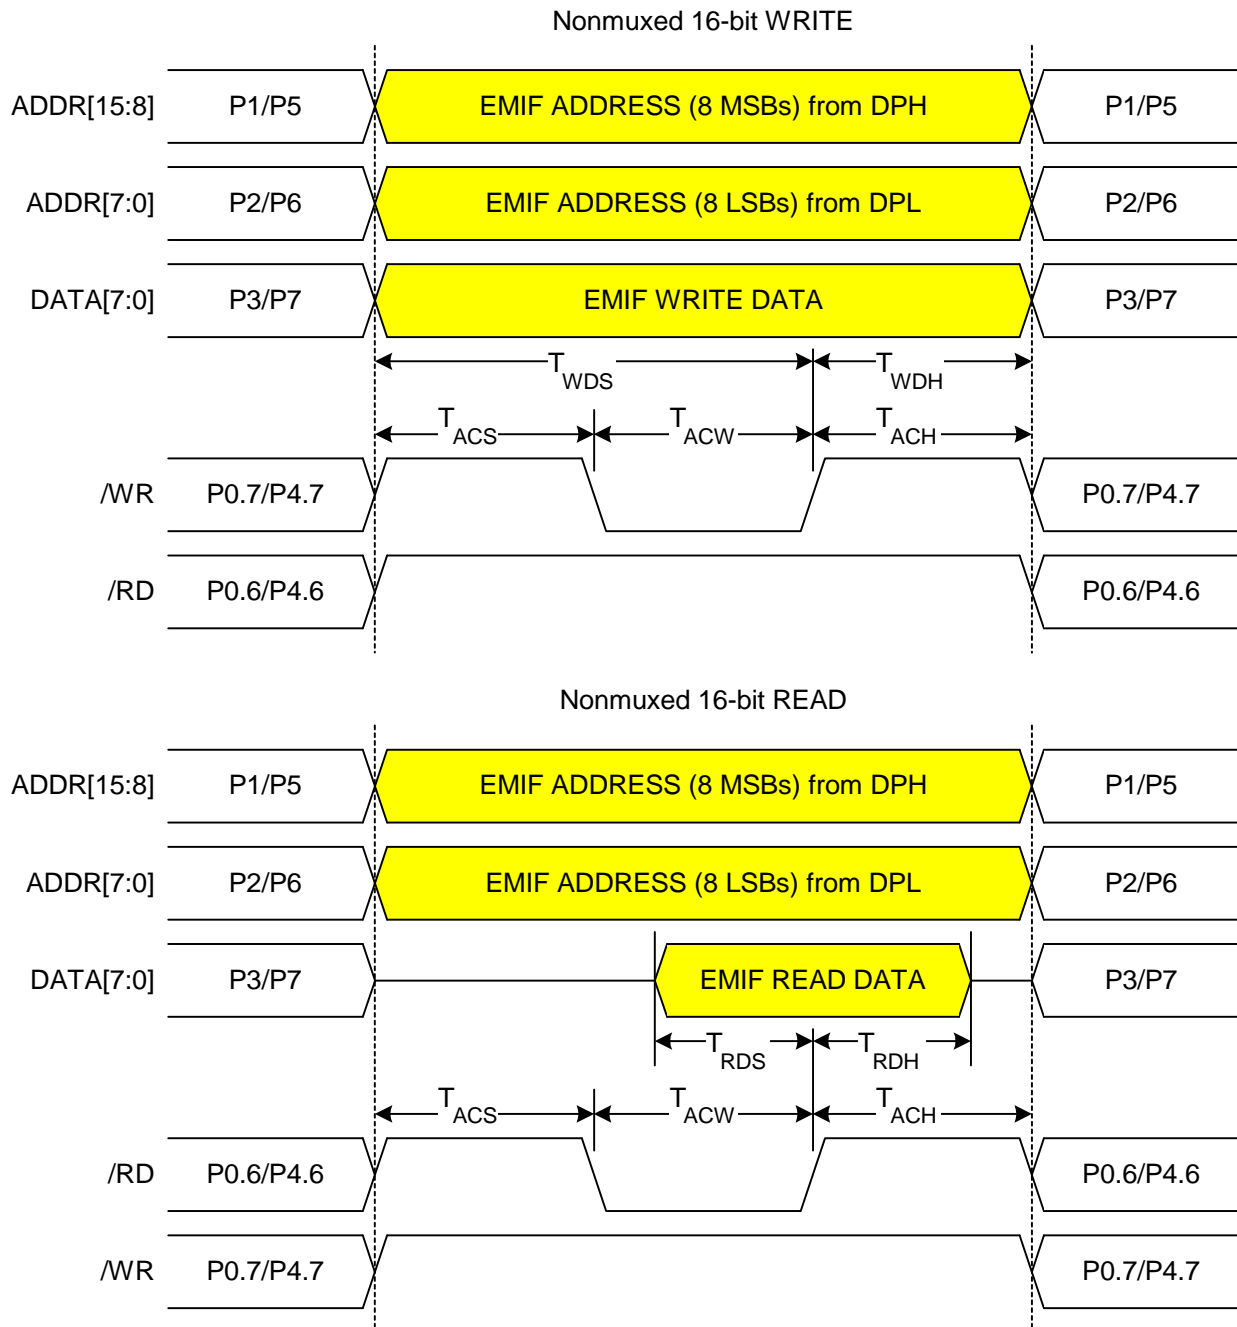 Nonmuxed 16-bit WRITE
ADDR[15:8] P1/P5 EMIF ADDRESS (8 MSBs) from DPH P1/P5
ADDR[7:0] P2/P6 EMIF ADDRESS (8 LSBs) from DPL P2/P6
DATA[7:0] P3/P7 EMIF WRITE DATA P3/P7
TWDS TWDH
TACS TACW TACH
/WR P0.7/P4.7 P0.7/P4.7
/RD P0.6/P4.6 P0.6/P4.6
Nonmuxed 16-bit READ
ADDR[15:8] P1/P5 EMIF ADDRESS (8 MSBs) from DPH P1/P5
ADDR[7:0] P2/P6 EMIF ADDRESS (8 LSBs) from DPL P2/P6
DATA[7:0] P3/P7 EMIF READ DATA P3/P7
TRDS TRDH
TACS TACW TACH
/RD P0.6/P4.6 P0.6/P4.6
/WR P0.7/P4.7 P0.7/P4.7